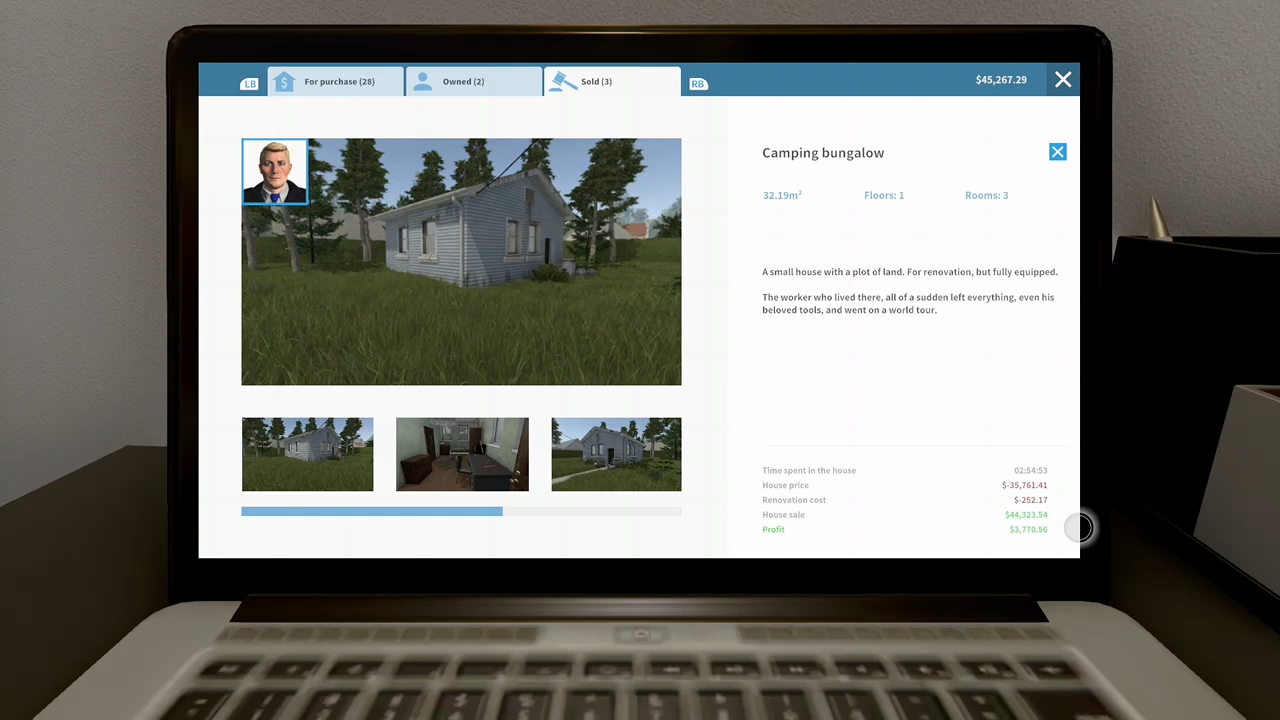 LB
For purchase (28)
Owned (2)
Sold (3)
RB
$45,267.29
Camping bungalow
32.19m²
Floors: 1
Rooms: 3
A small house with a plot of land. For renovation, but fully equipped.
The worker who lived there, all of a sudden left everything, even his
beloved tools, and went on a world tour.
Time spent in the house 02:54:53
House price $-35,761.41
Renovation cost $-252.17
House sale $44,323.54
Profit $3,770.56